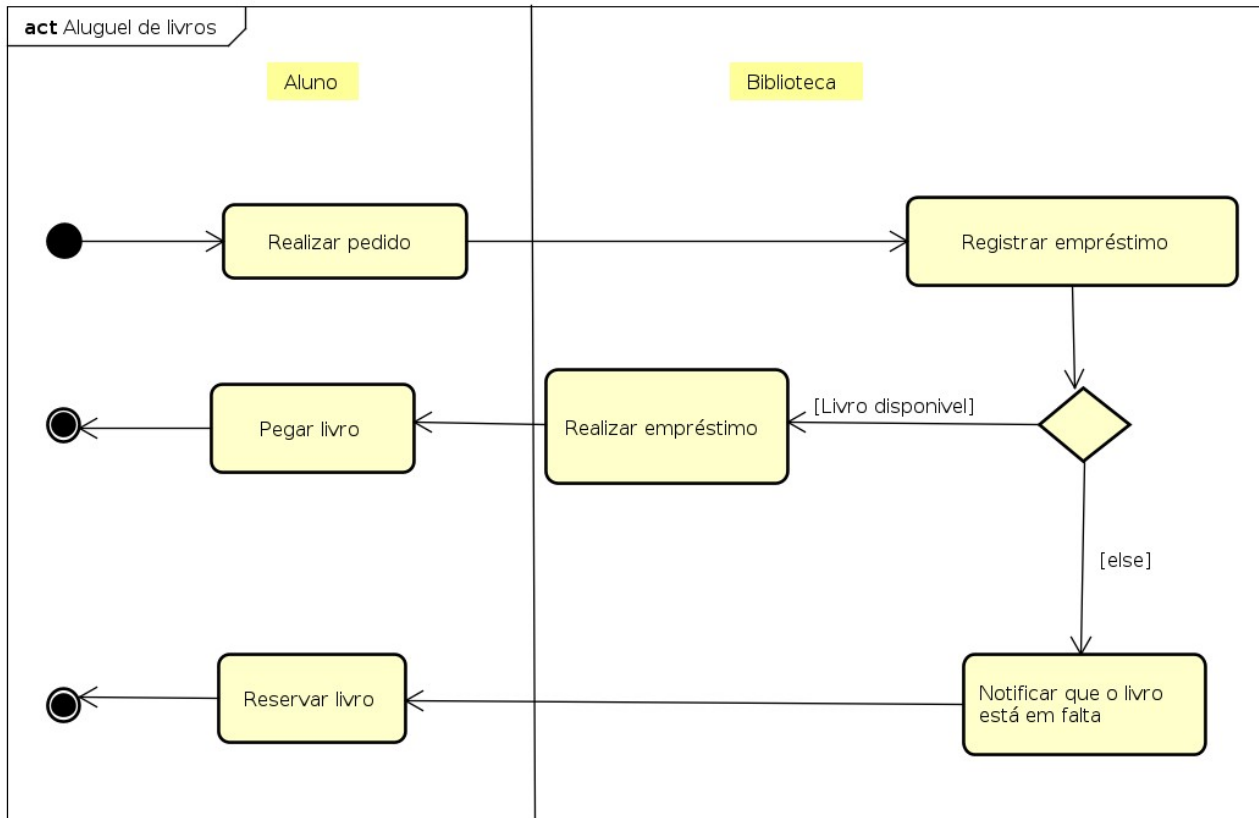 act Aluguel de livros
Aluno
Biblioteca
Realizar pedido
Registrar empréstimo
Pegar livro
Realizar empréstimo
[Livro disponivel]
[else]
Reservar livro
Notificar que o livro
está em falta